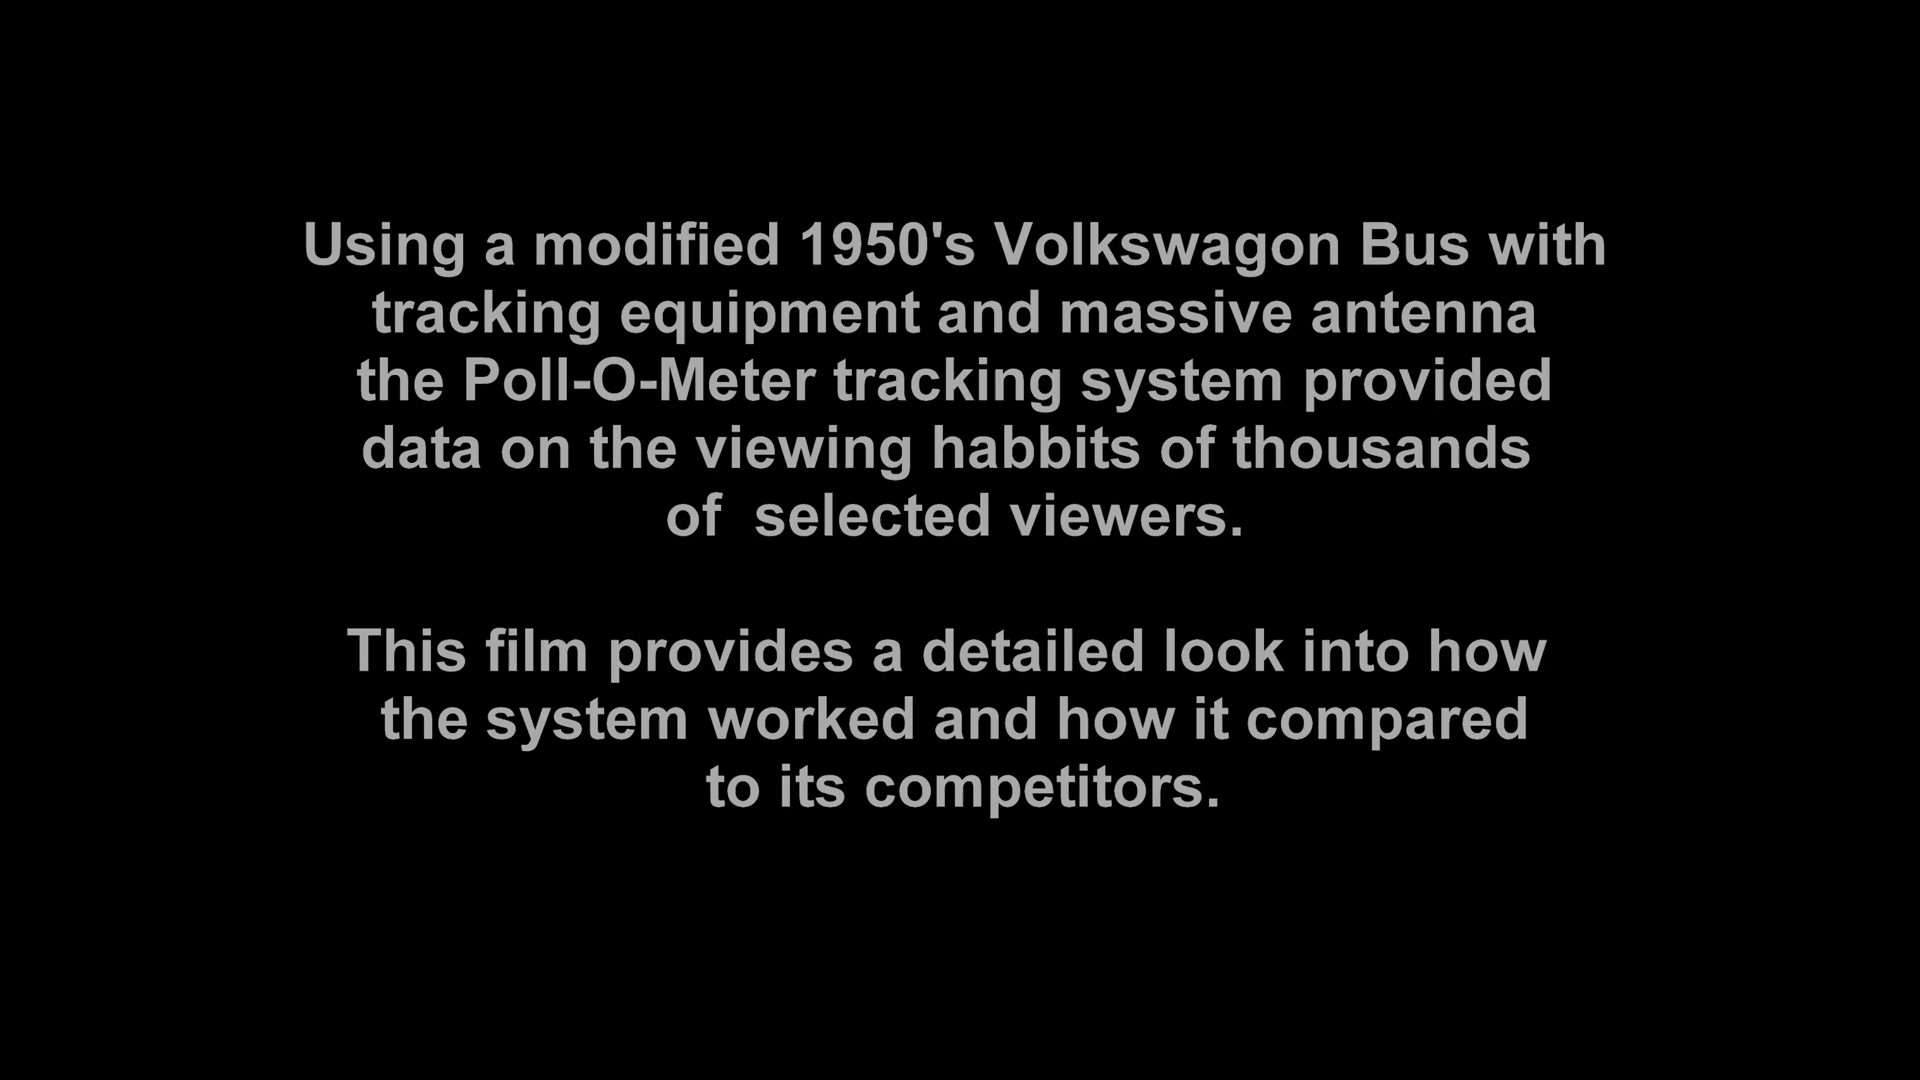 Using a modified 1950's Volkswagon Bus with
tracking equipment and massive antenna
the Poll-O-Meter tracking system provided
data on the viewing habbits of thousands
of  selected viewers.
This film provides a detailed look into how
the system worked and how it compared
to its competitors.